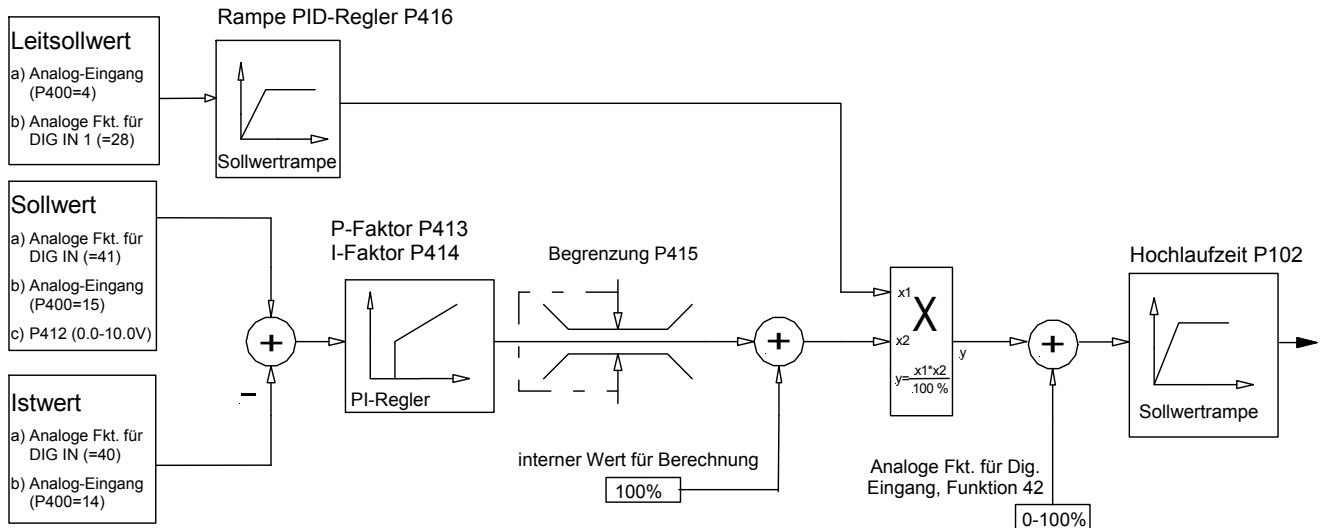 Rampe PID-Regler P416
Leitsollwert
a) Analog-Eingang
(P400=4)
b) Analoge Fkt. für
DIG IN 1 (=28)
Sollwertrampe
Sollwert
a) Analoge Fkt. für
DIG IN (=41)
b) Analog-Eingang
(P400=15)
c) P412 (0.0-10.0V)
+
–
Istwert
a) Analoge Fkt. für
DIG IN (=40)
b) Analog-Eingang
(P400=14)
P-Faktor P413
I-Faktor P414
PI-Regler
Begrenzung P415
+
interner Wert für Berechnung
100%
x1
X
x2
y=x1*x2
100 %
y
+
Analoge Fkt. für Dig.
Eingang, Funktion 42
0-100%
Hochlaufzeit P102
Sollwertrampe